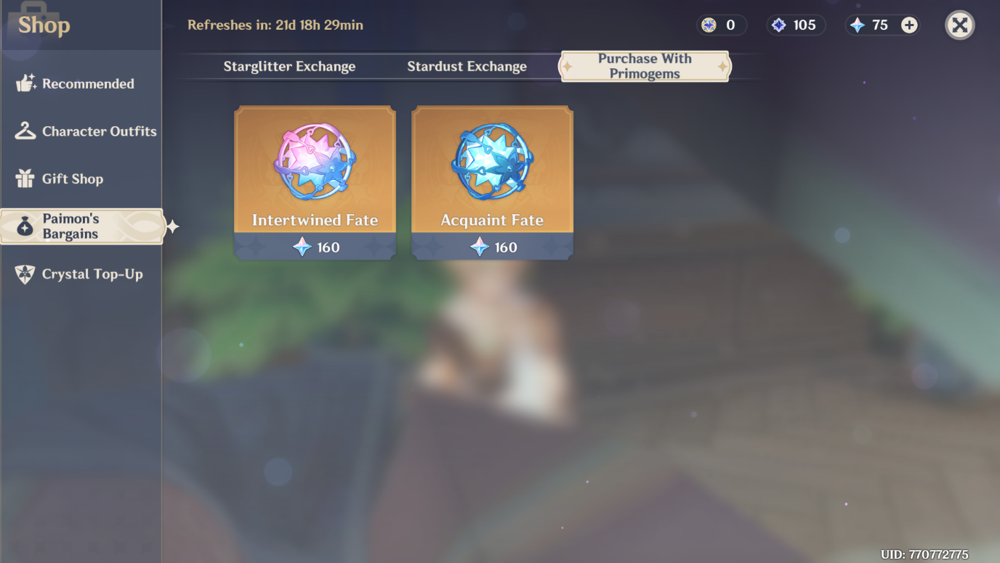 Shop
Refreshes in: 21d 18h 29min
0
105
75
Recommended
Character Outfits
Gift Shop
Paimon's
Bargains
Crystal Top-Up
Starglitter Exchange
Stardust Exchange
Purchase With
Primogems
Intertwined Fate
160
Acquaint Fate
160
UID: 770772775